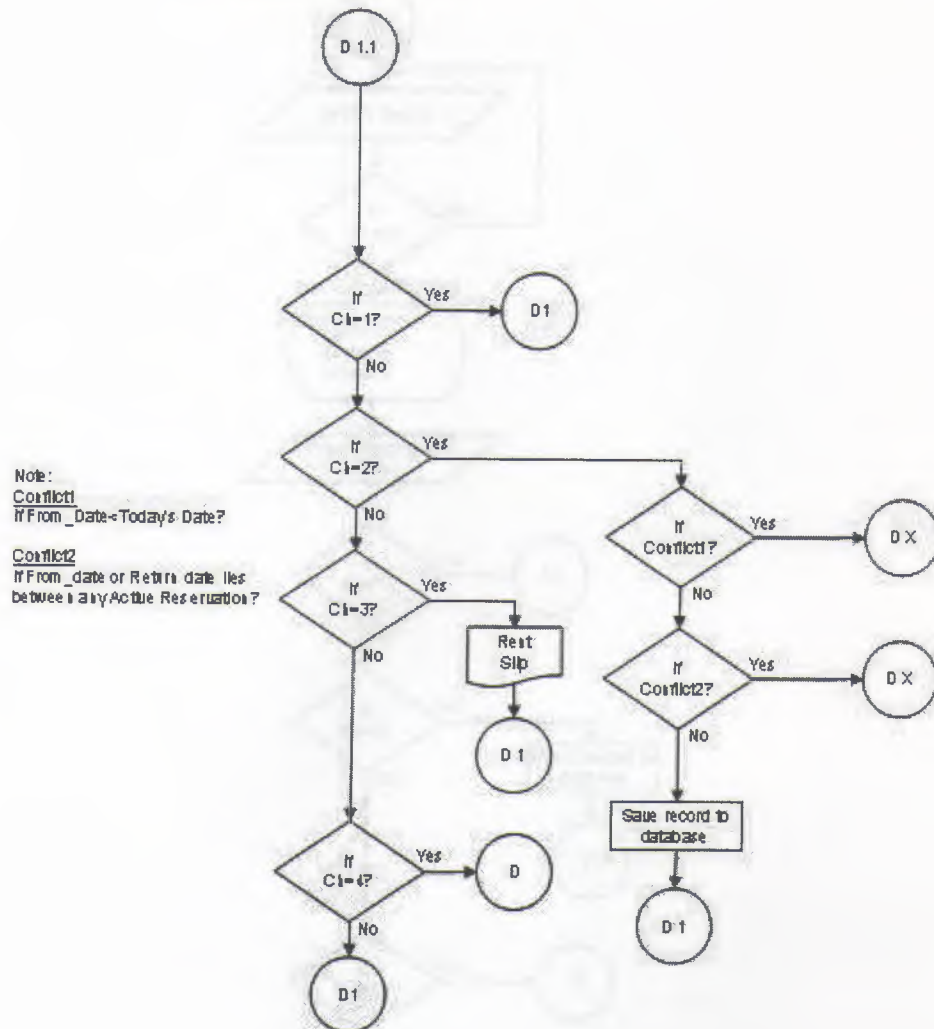 D 1.1
If
Ch=1?
Yes
D1
No
If
Ch=2?
Yes
No
Note:
Conflict1
If From_Date<Today's Date?
Conflict2
If From_date or Return date lies
between any Active Reservation?
If
Conflict1?
Yes
D X
No
If
Ch=3?
Yes
No
Rent
Slip
D 1
If
Conflict2?
Yes
D X
No
Save record to
database
D 1
If
Ch=4?
Yes
D
No
D1